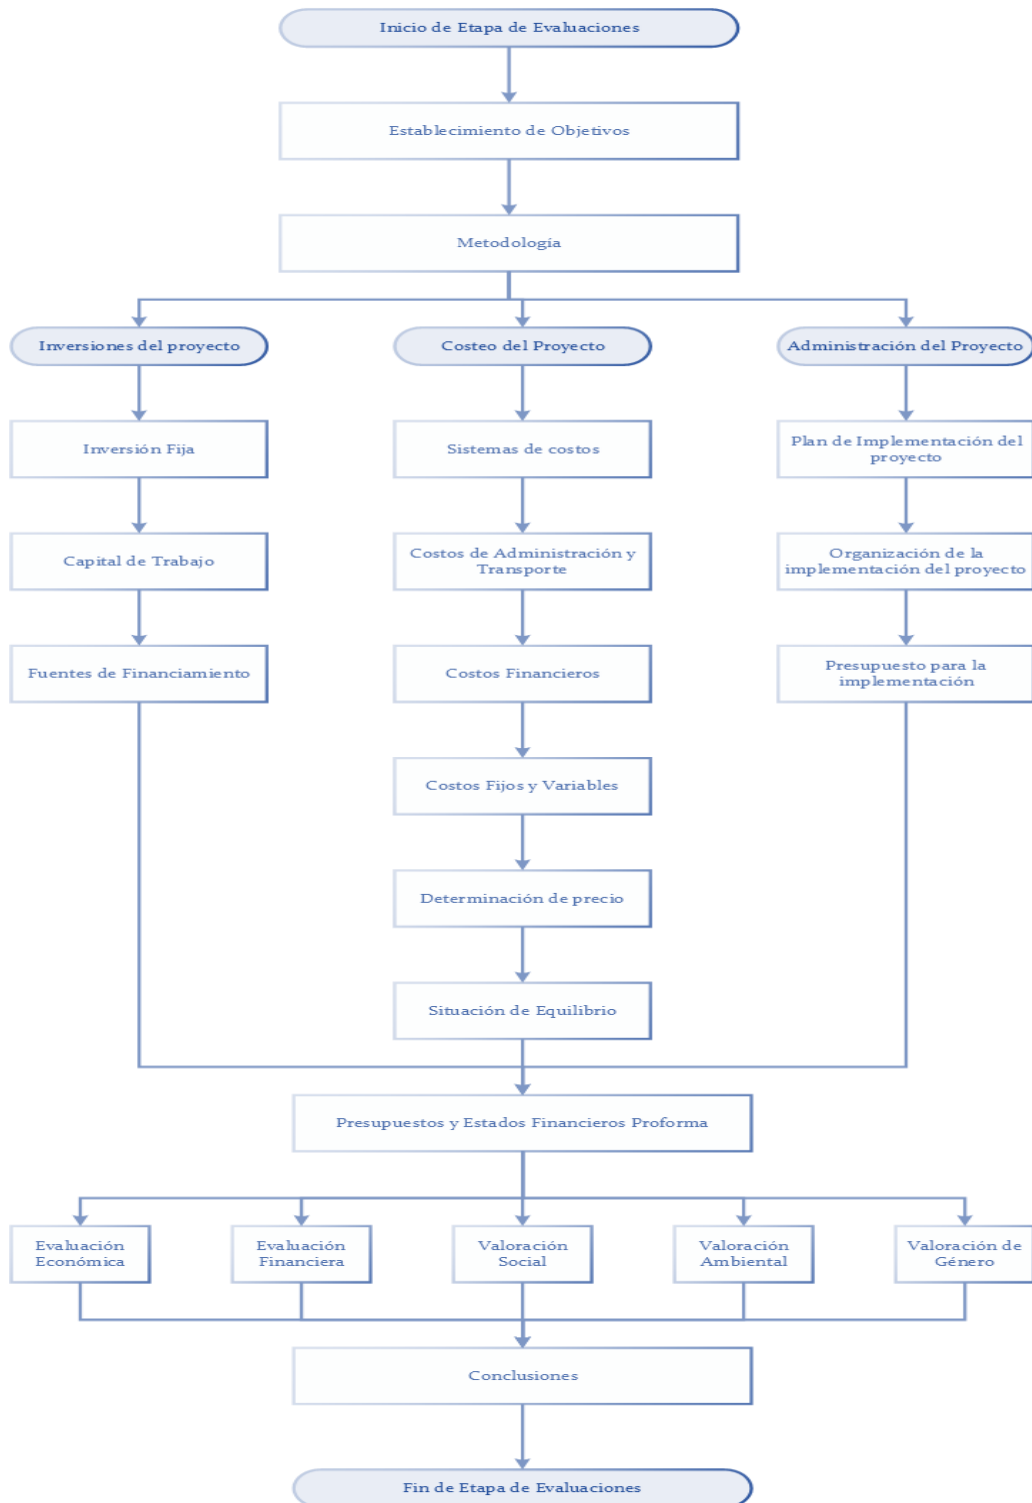 Inicio de Etapa de Evaluaciones
Establecimiento de Objetivos
Metodología
Inversiones del proyecto
Costeo del Proyecto
Administración del Proyecto
Inversión Fija
Sistemas de costos
Plan de Implementación del
proyecto
Capital de Trabajo
Costos de Administración y
Transporte
Organización de la
implementación del proyecto
Fuentes de Financiamiento
Costos Financieros
Presupuesto para la
implementación
Costos Fijos y Variables
Determinación de precio
Situación de Equilibrio
Presupuestos y Estados Financieros Proforma
Evaluación
Económica
Evaluación
Financiera
Valoración
Social
Valoración
Ambiental
Valoración de
Género
Conclusiones
Fin de Etapa de Evaluaciones